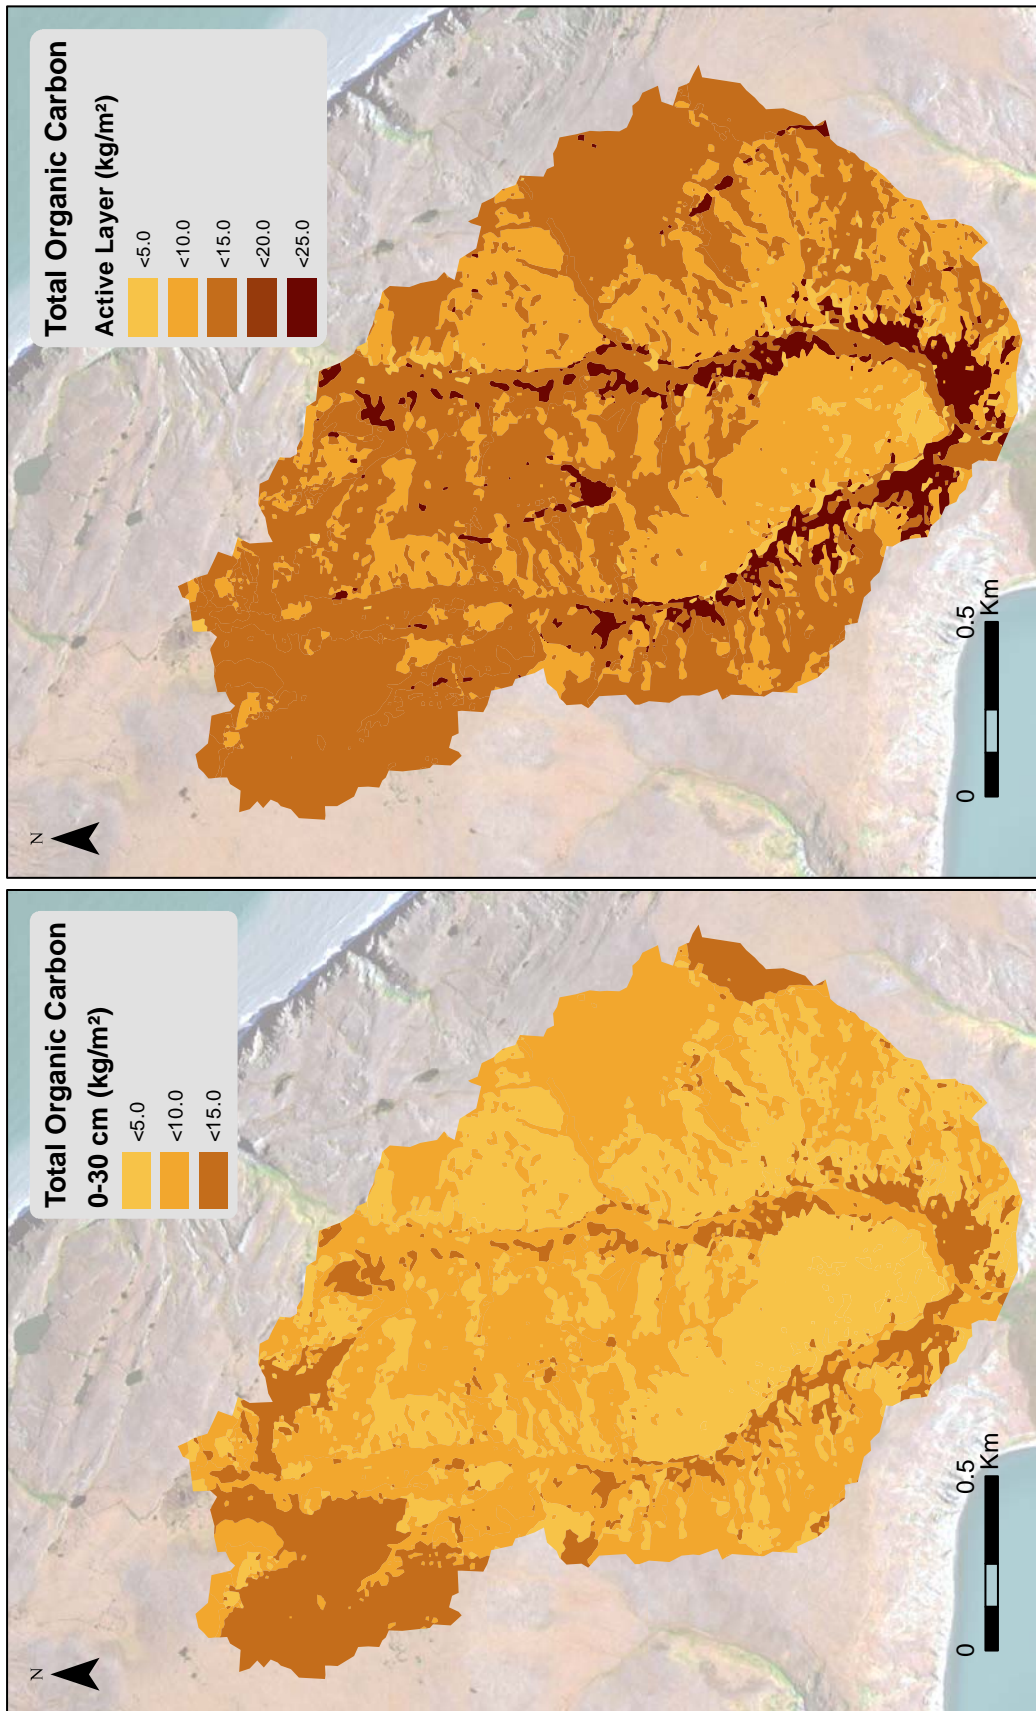 Total Organic Carbon
0-30 cm (kg/m²)
<5.0
<10.0
<15.0
N
0 0.5
Km
Total Organic Carbon
Active Layer (kg/m²)
<5.0
<10.0
<15.0
<20.0
<25.0
N
0 0.5
Km